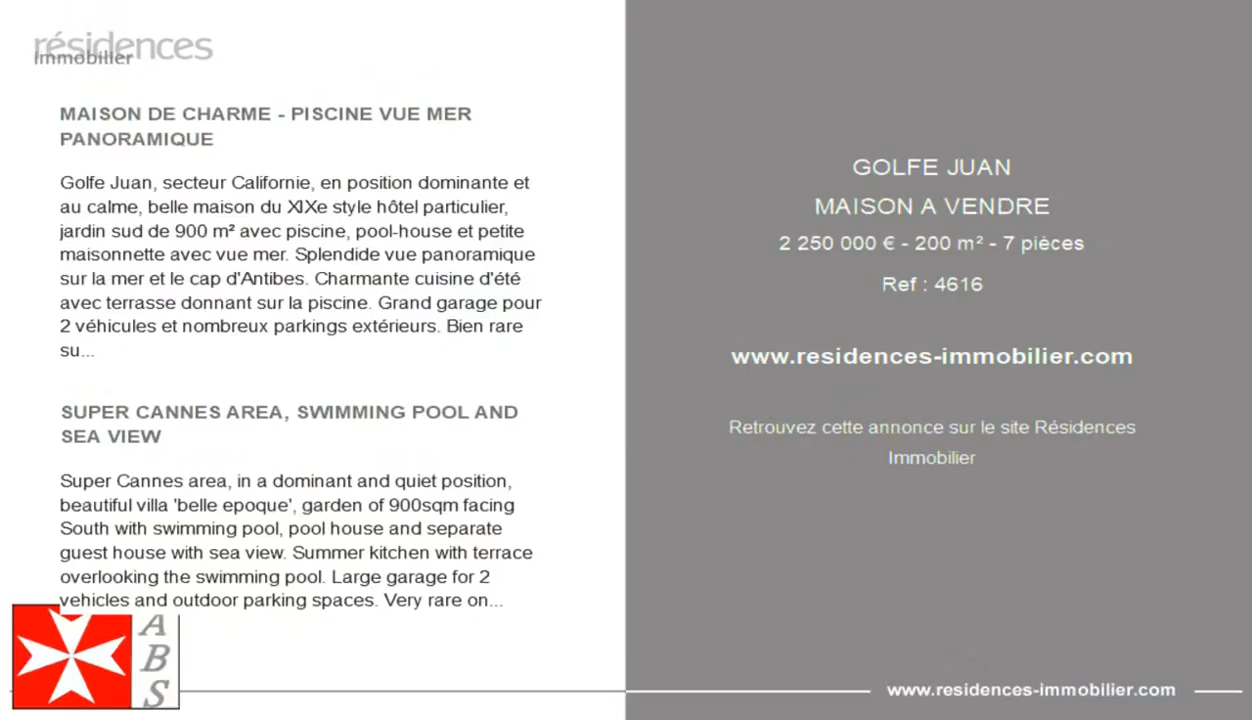 résidences
Immobilier
MAISON DE CHARME - PISCINE VUE MER
PANORAMIQUE
Golfe Juan, secteur Californie, en position dominante et
au calme, belle maison du XIXe style hôtel particulier,
jardin sud de 900 m² avec piscine, pool-house et petite
maisonnette avec vue mer. Splendide vue panoramique
sur la mer et le cap d'Antibes. Charmante cuisine d'été
avec terrasse donnant sur la piscine. Grand garage pour
2 véhicules et nombreux parkings extérieurs. Bien rare
su...
SUPER CANNES AREA, SWIMMING POOL AND
SEA VIEW
Super Cannes area, in a dominant and quiet position,
beautiful villa 'belle epoque', garden of 900sqm facing
South with swimming pool, pool house and separate
guest house with sea view. Summer kitchen with terrace
overlooking the swimming pool. Large garage for 2
vehicles and outdoor parking spaces. Very rare on...
A
B
S
GOLFE JUAN
MAISON A VENDRE
2 250 000 € - 200 m² - 7 pièces
Ref : 4616
www.residences-immobilier.com
Retrouvez cette annonce sur le site Résidences
Immobilier
www.residences-immobilier.com